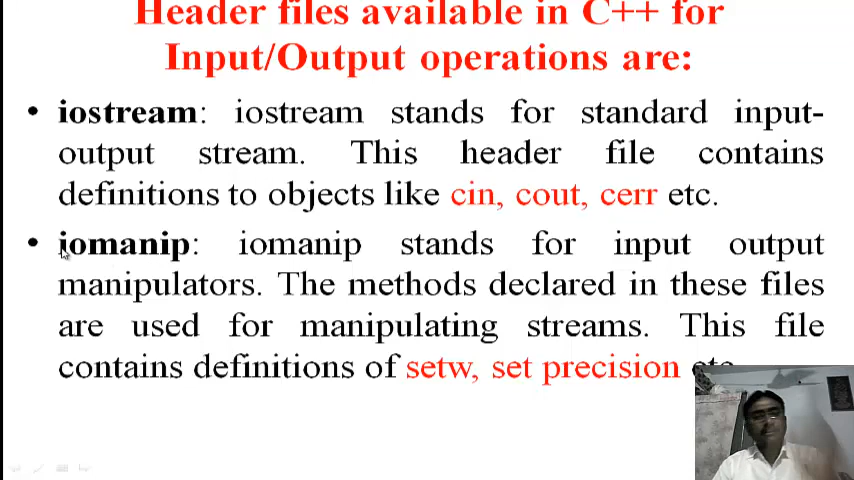 Header files available in C++ for
Input/Output operations are:
• iostream: iostream stands for standard input-
output stream. This header file contains
definitions to objects like cin, cout, cerr etc.
• iomanip: iomanip stands for input output
manipulators. The methods declared in these files
are used for manipulating streams. This file
contains definitions of setw, set precision etc